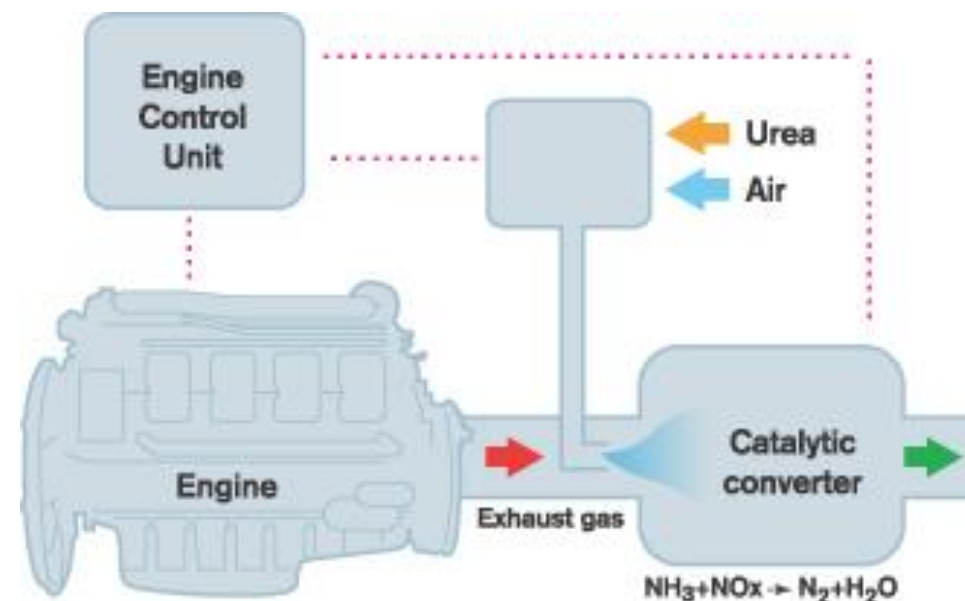 Engine
Control
Unit
Urea
Air
Engine
Exhaust gas
Catalytic
converter
NH₃+NOx → N₂+H₂O